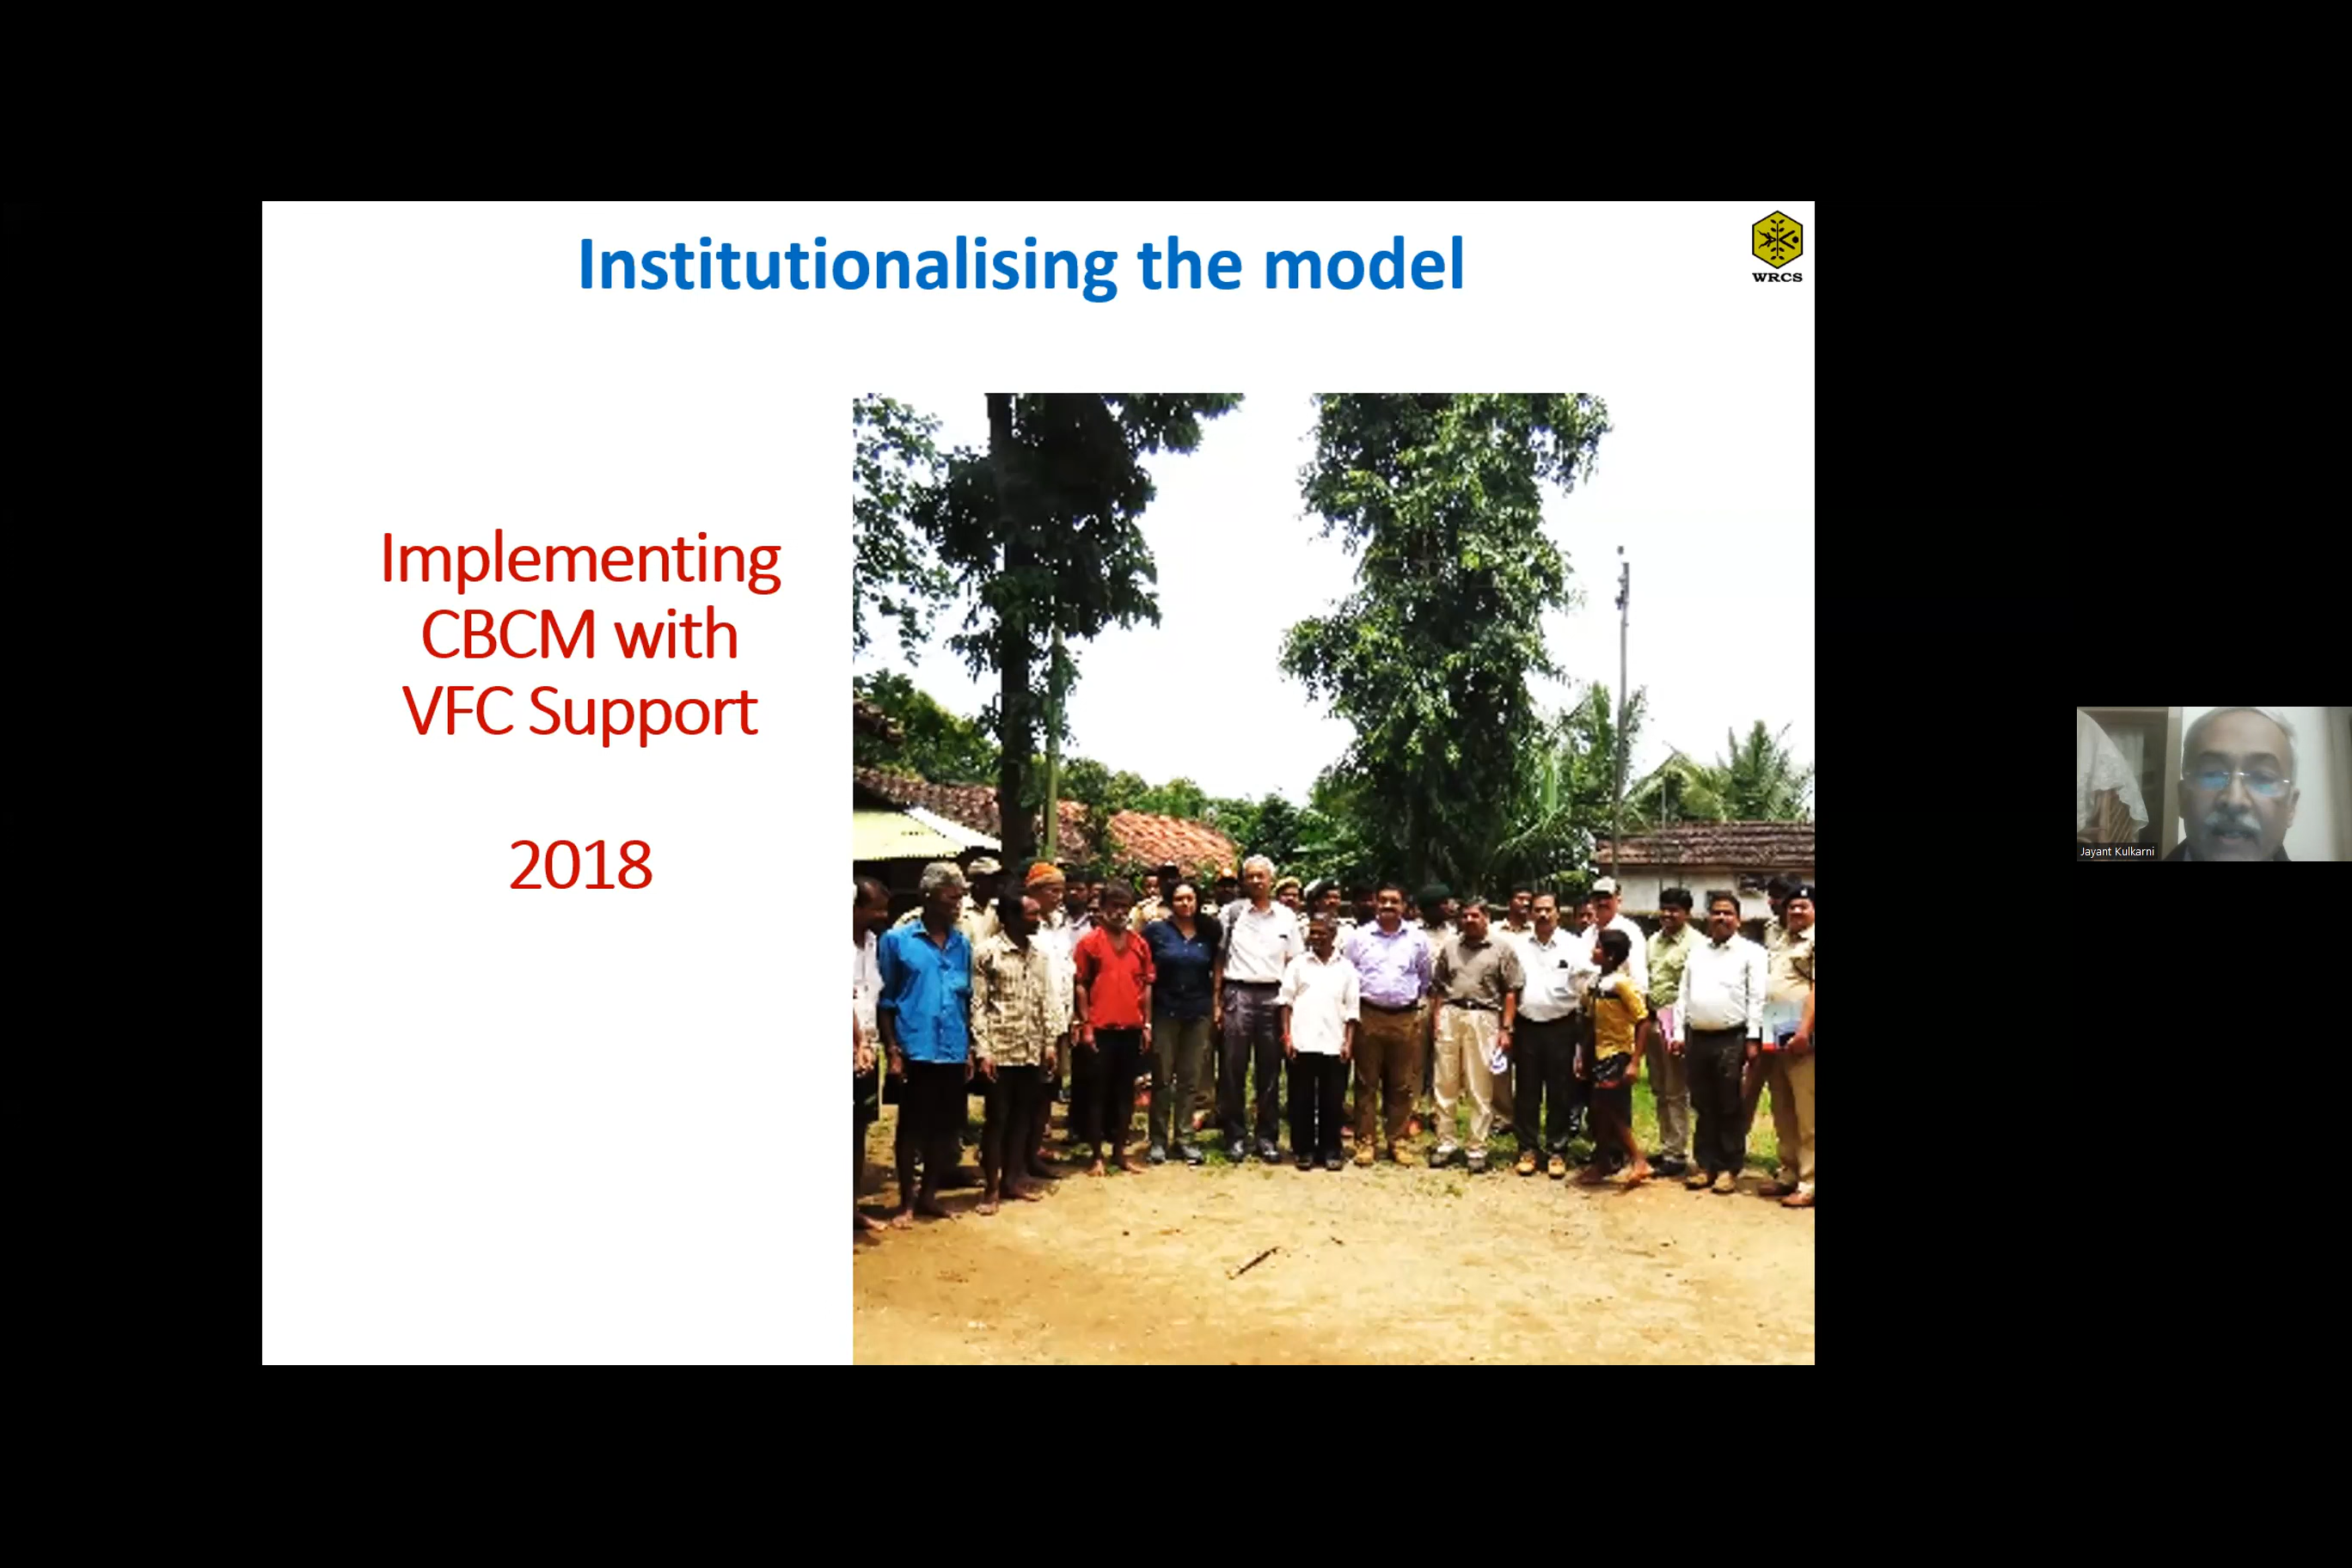 Institutionalising the model
WRCS
Implementing
CBCM with
VFC Support
2018
Jayant Kulkarni